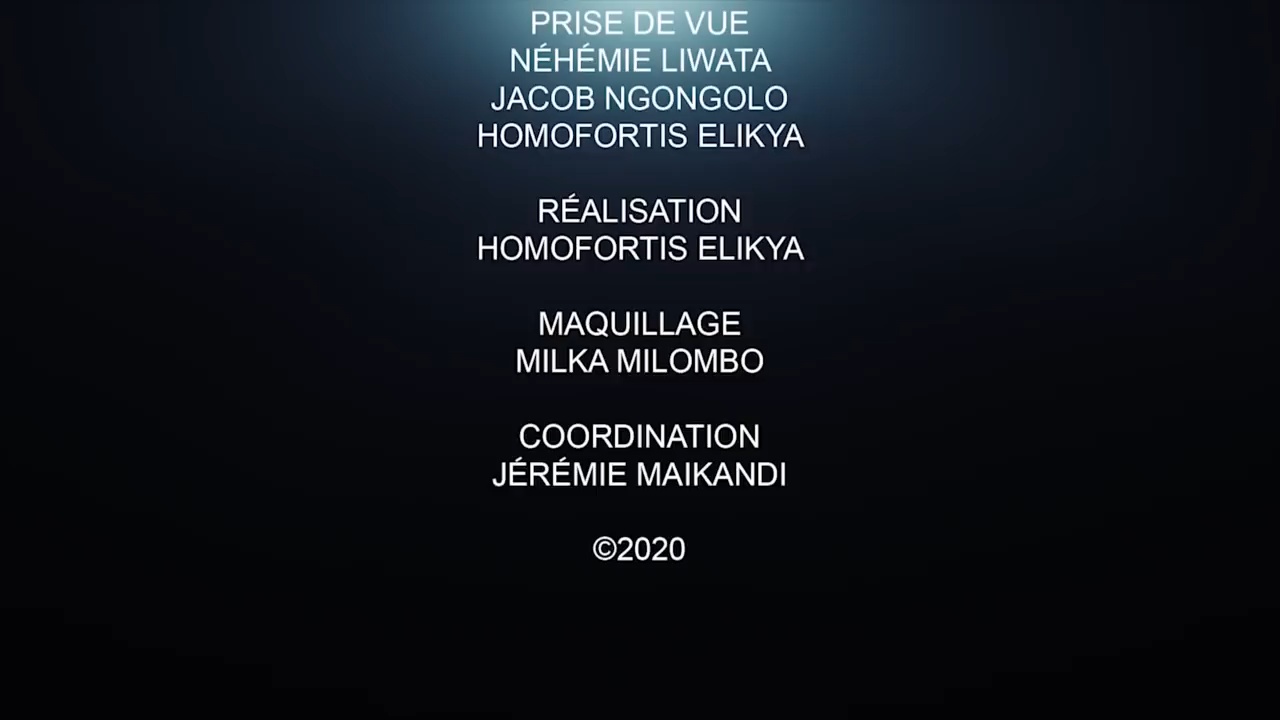 PRISE DE VUE
NÉHÉMIE LIWATA
JACOB NGONGOLO
HOMOFORTIS ELIKYA
RÉALISATION
HOMOFORTIS ELIKYA
MAQUILLAGE
MILKA MILOMBO
COORDINATION
JÉRÉMIE MAIKANDI
©2020